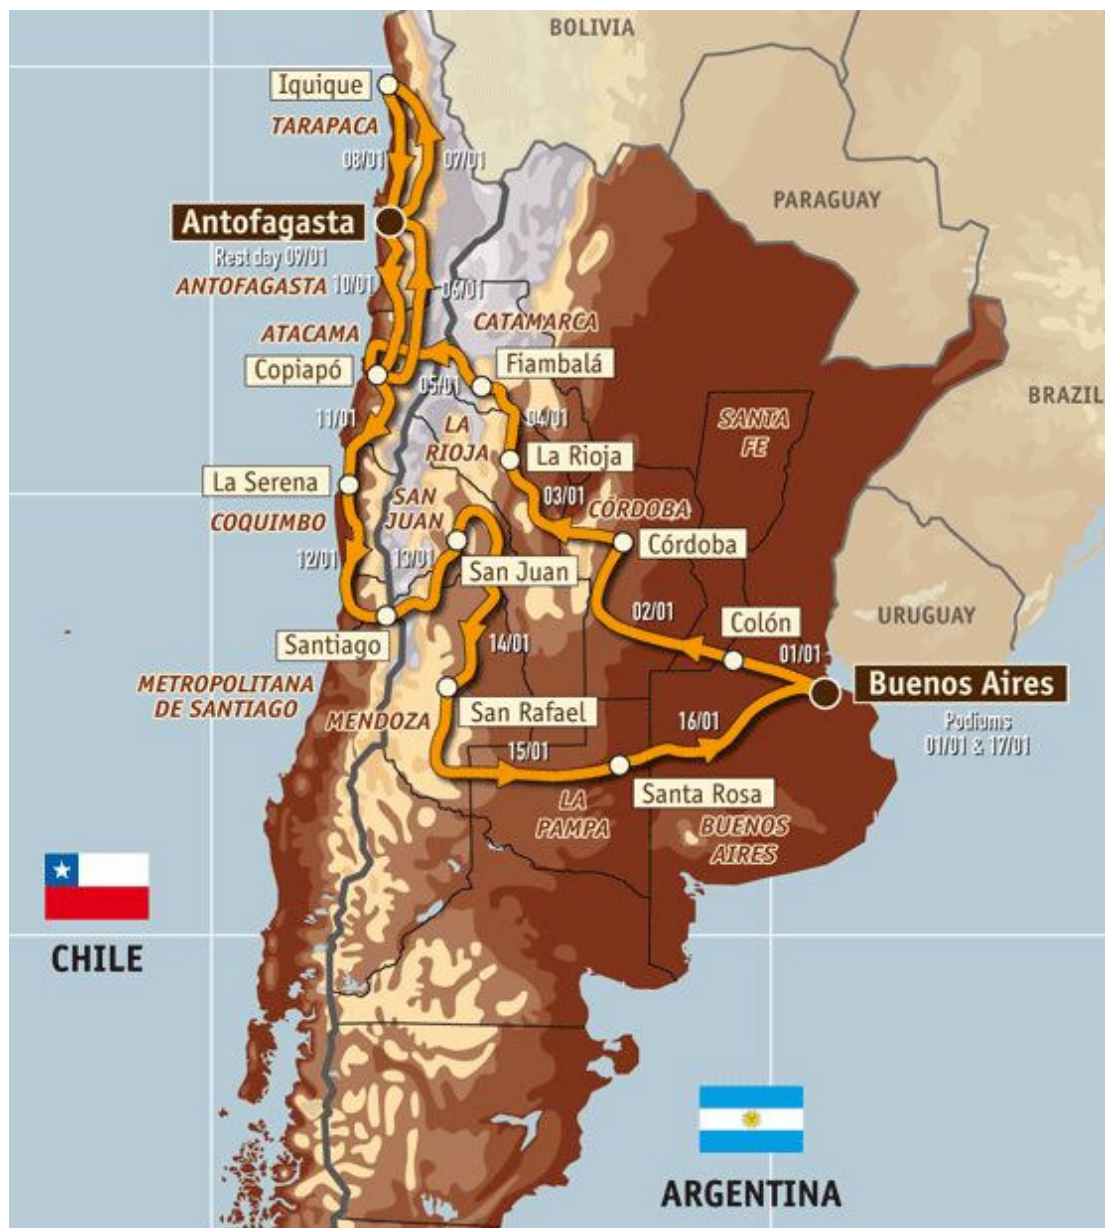 BOLIVIA
Iquique
TARAPACA
08/01
07/01
PARAGUAY
Antofagasta
Rest day 09/01
ANTOFAGASTA
10/01
06/01
CATAMARCA
ATACAMA
Copiapó
Fiambalá
05/01
BRAZIL
11/01
04/01
SANTA
FE
LA
RIOJA
La Rioja
La Serena
03/01
SAN
JUAN
CÓRDOBA
COQUIMBO
Córdoba
12/01
13/01
San Juan
02/01
URUGUAY
Colón
Santiago
14/01
01/01
METROPOLITANA
DE SANTIAGO
Buenos Aires
San Rafael
MENDOZA
16/01
Podiums
01/01 & 17/01
15/01
Santa Rosa
LA
PAMPA
BUENOS
AIRES
CHILE
ARGENTINA